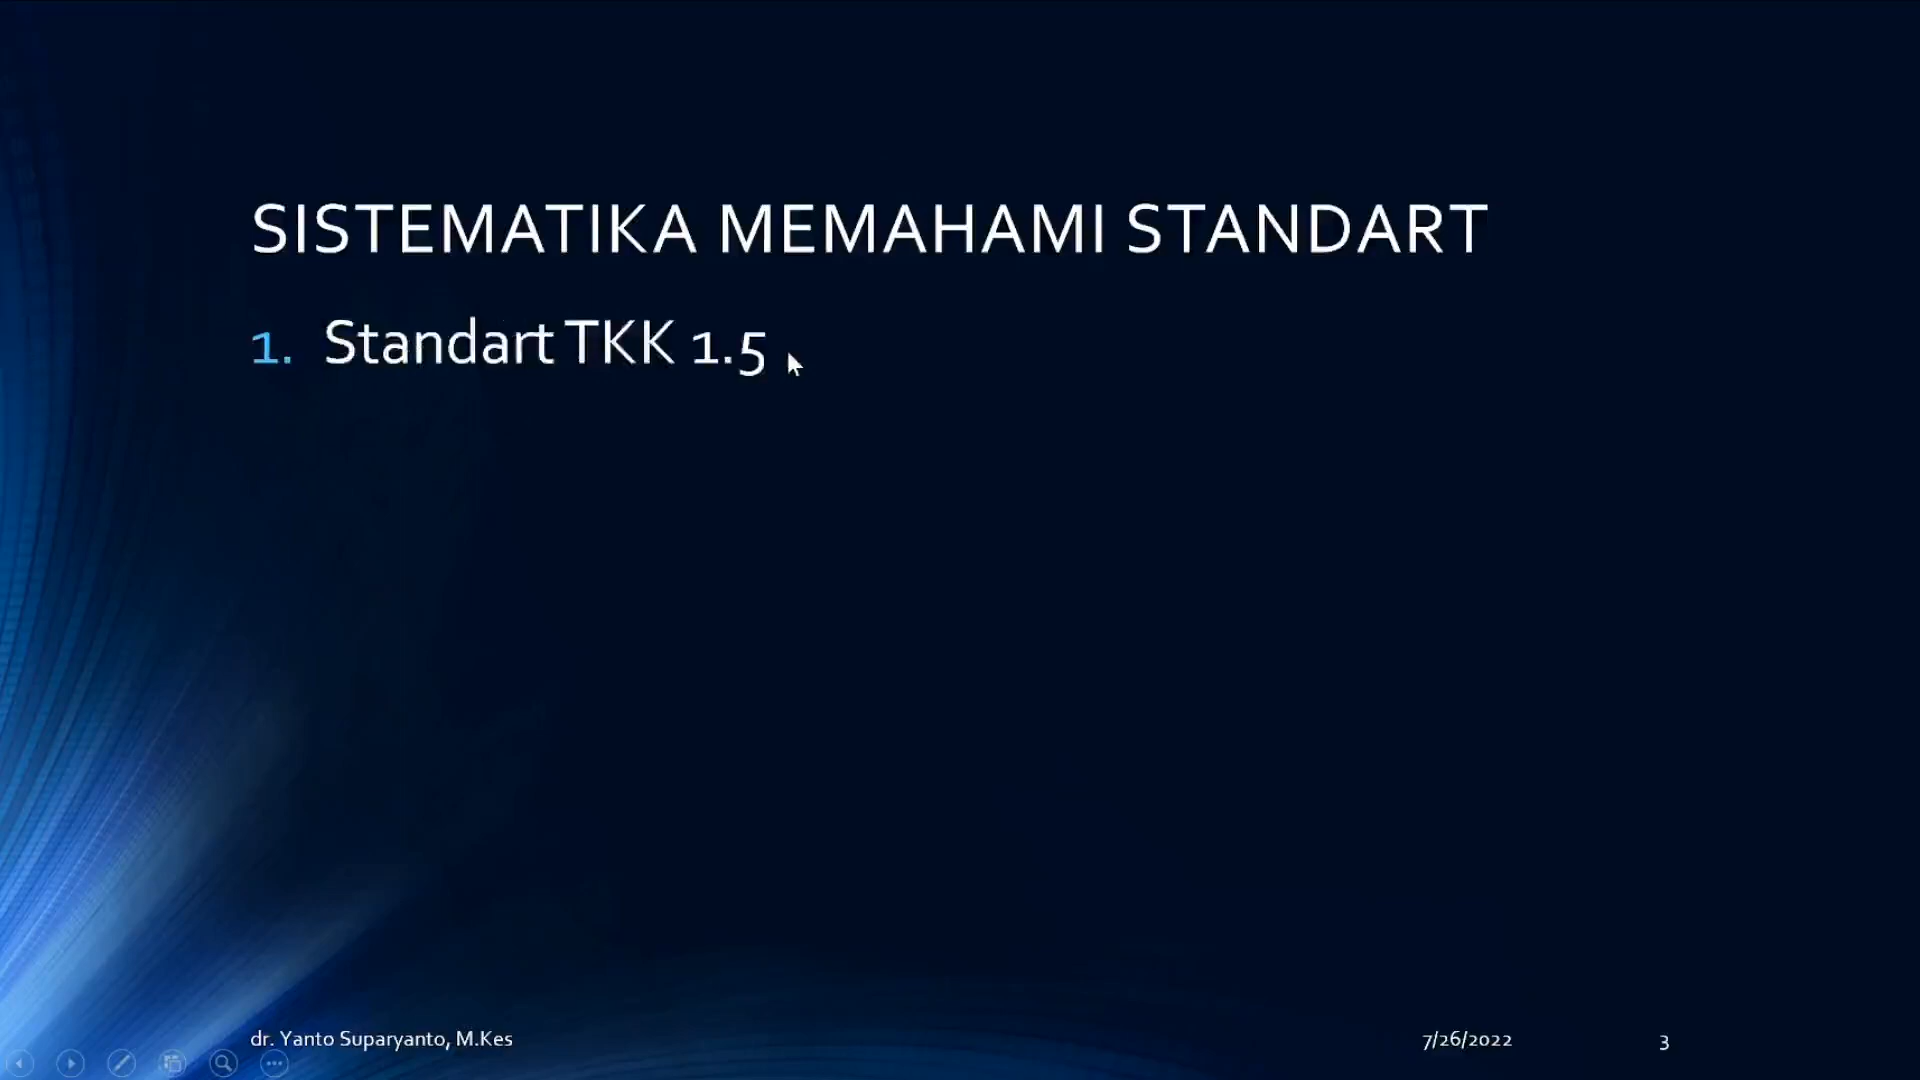 SISTEMATIKA MEMAHAMI STANDART
1. Standart TKK 1.5
dr. Yanto Suparyanto, M.Kes
7/26/2022
3